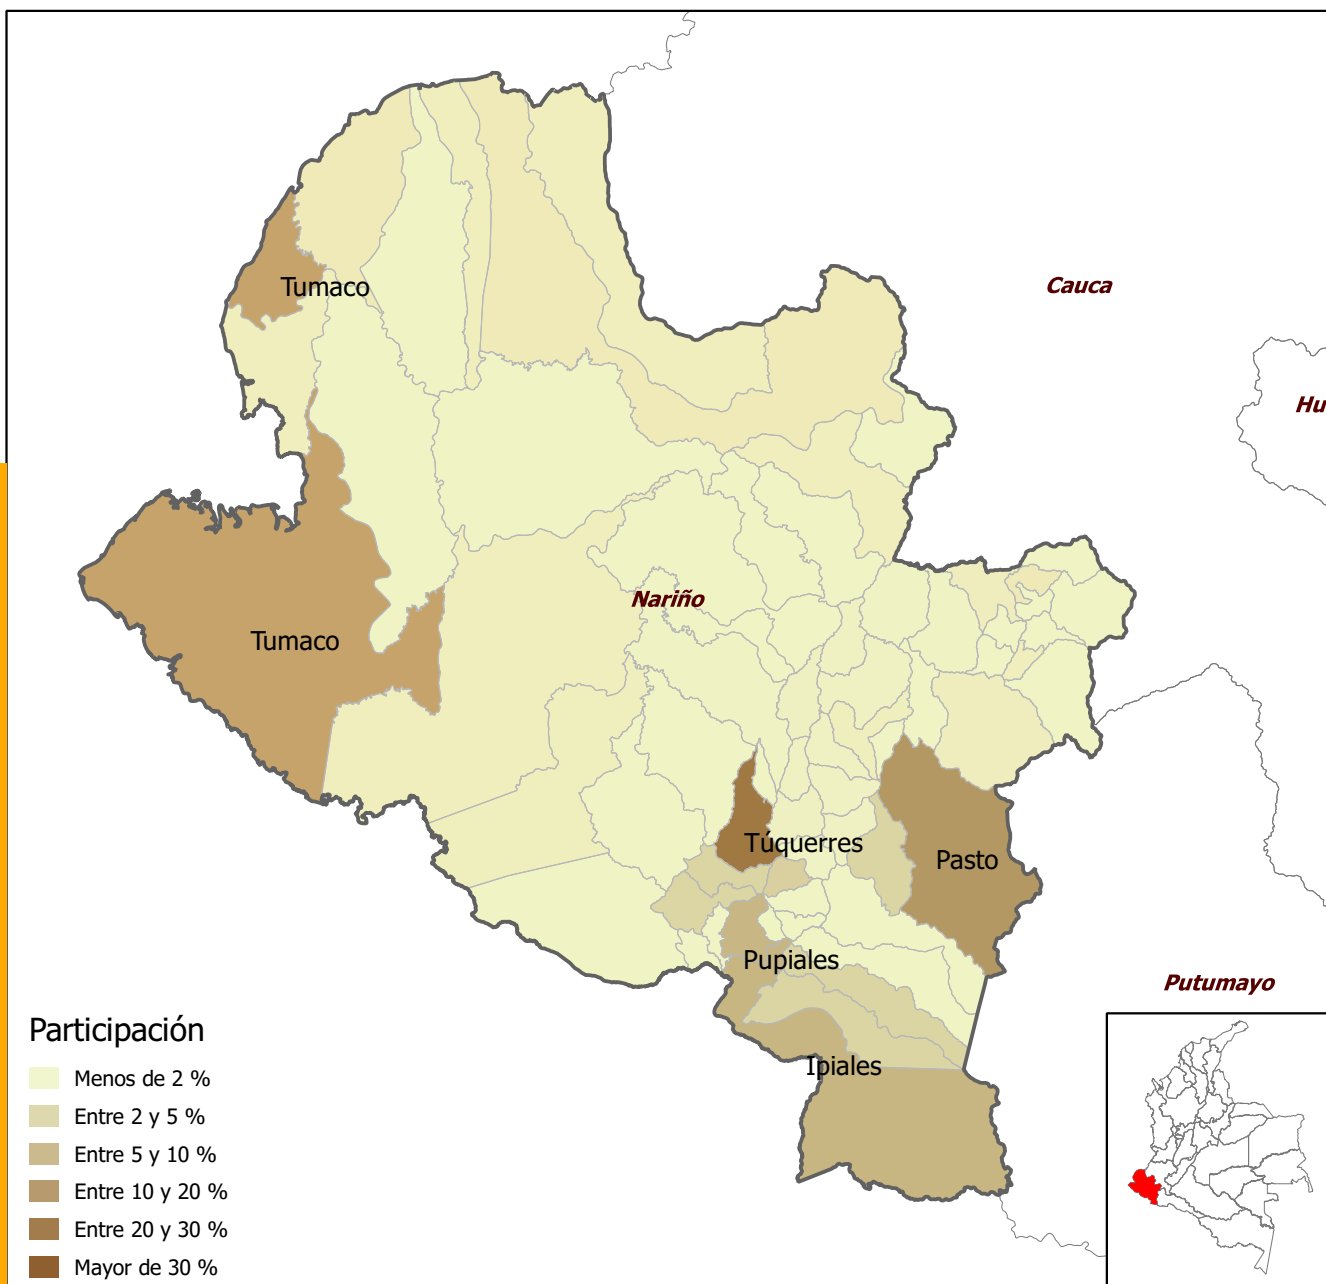 Tumaco
Cauca
Hu
Nariño
Tumaco
Túquerres
Pasto
Pupiales
Putumayo
Ipiales
Participación
Menos de 2 %
Entre 2 y 5 %
Entre 5 y 10 %
Entre 10 y 20 %
Entre 20 y 30 %
Mayor de 30 %